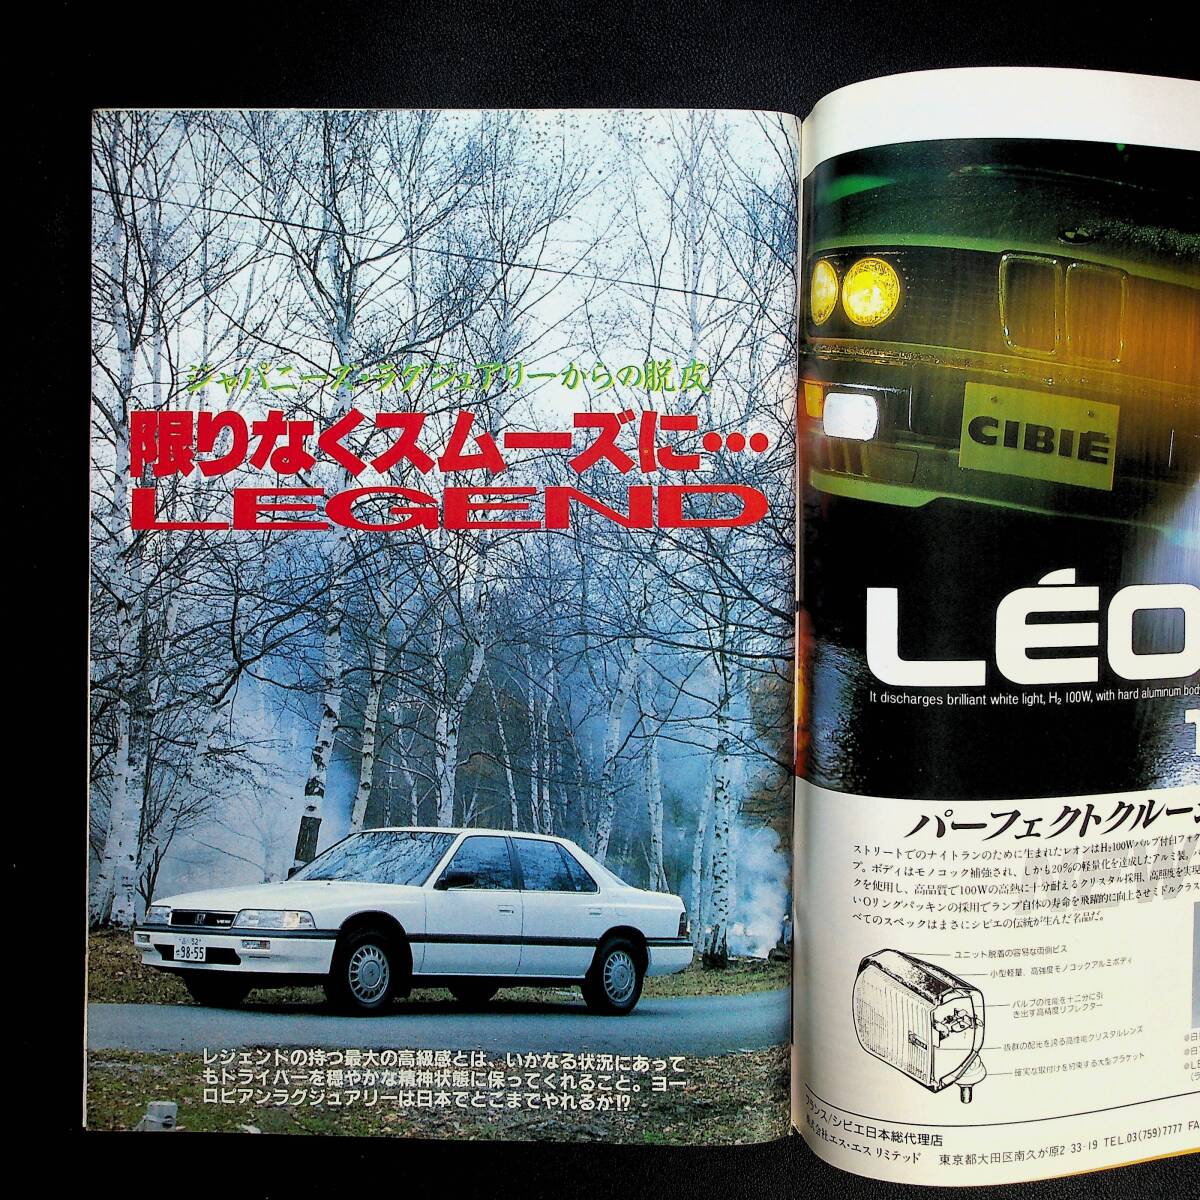 ジャパニーズ・ラグジュアリーからの脱皮
限りなくスムーズに…
LEGEND
98-55
レジェンドの持つ最大の高級感とは、いかなる状況にあって
もドライバーを穏やかな精神状態に保ってくれること。ヨー
ロピアンラグジュアリーは日本でどこまでやれるか!?
CIBIÉ
LÉO
It discharges brilliant white light, H₂ 100W, with hard aluminum body
パーフェクトクルー
ストリートでのナイトランのために生まれたレオンはH₂100Wバルブ付白フォグ
プ。ボディはモノコック補強され、しかも20%の軽量化を達成したアルミ製。
クを使用し、高品質で100Wの高熱に十分耐えるクリスタル採用、高照度を実現
いOリングパッキンの採用でランプ自体の寿命を飛躍的に向上させミドルクラス
べてのスペックはまさにシビエの伝統が生んだ名品だ。
ユニット脱着の容易な両側ビス
小型軽量、高強度モノコックアルミボディ
バルブの性能を十二分に引
き出す高精度リフレクター
抜群の配光を誇る高性能クリスタルレンズ
確実な取付けを約束する大型ブラケット
フランス/シビエ日本総代理店
株式会社エス・エス リミテッド 東京都大田区南久が原2 33-19 TEL.03(759)7777 FA